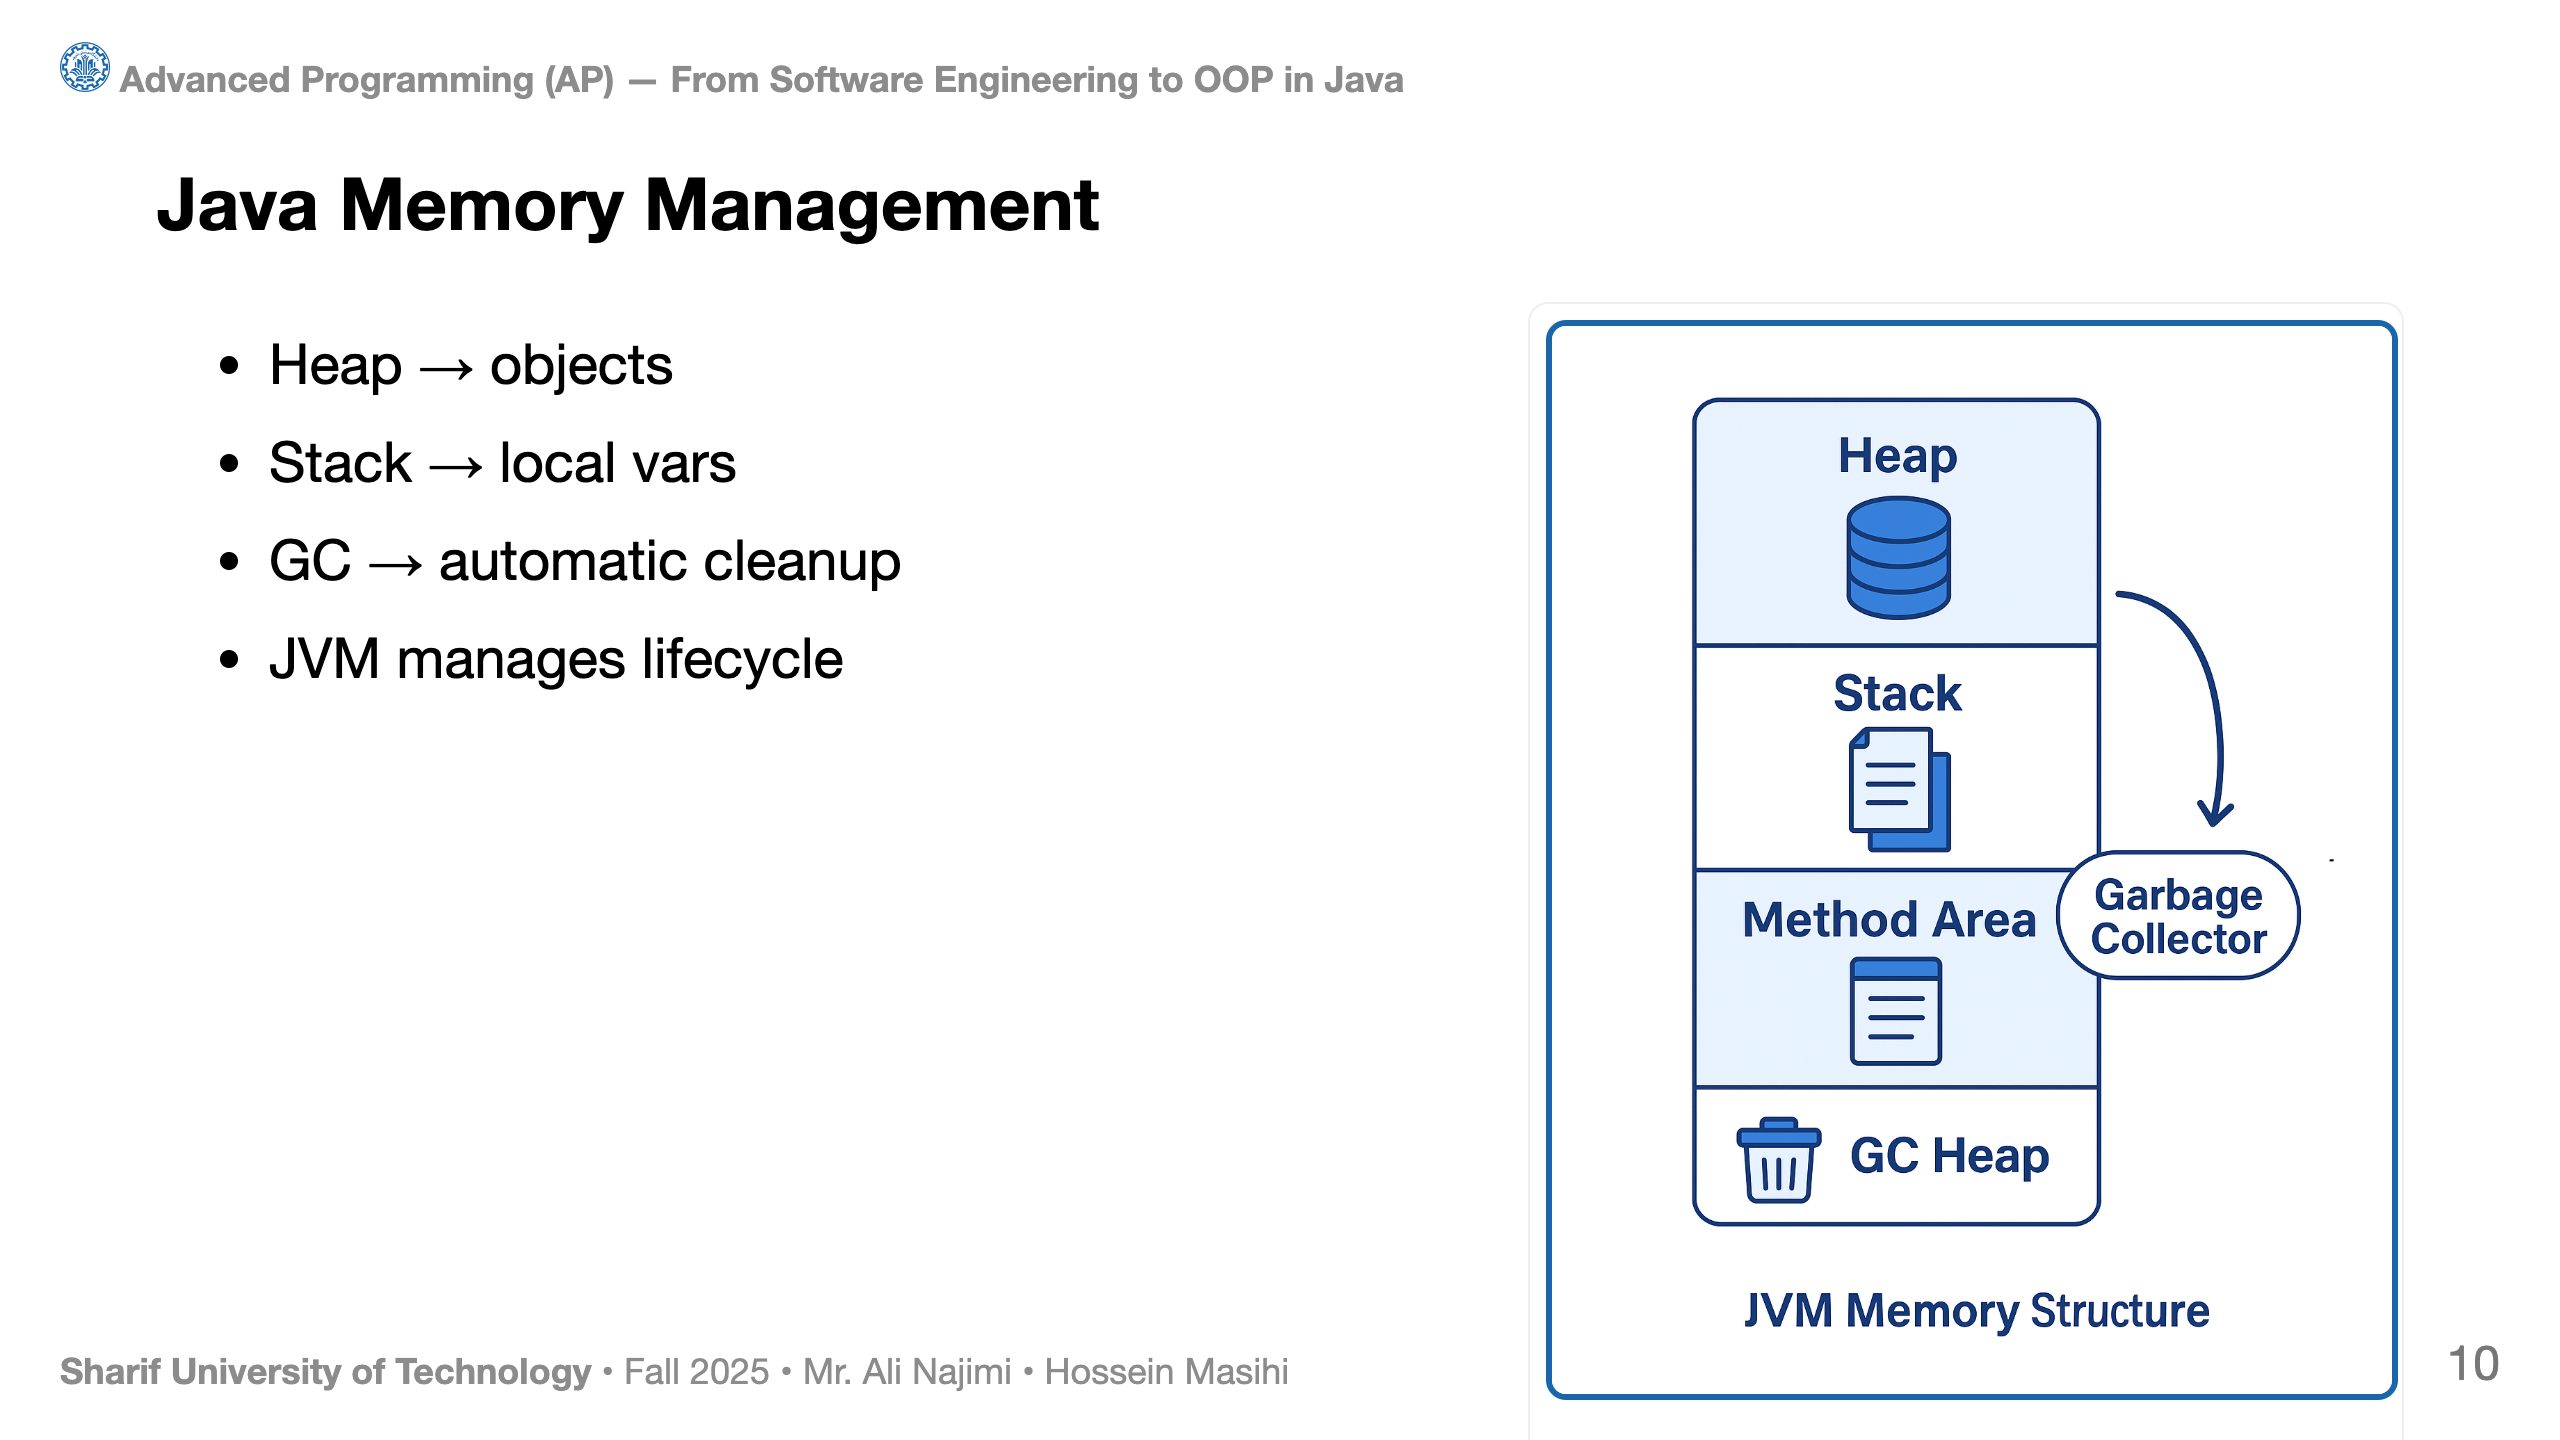 Advanced Programming (AP) — From Software Engineering to OOP in Java
Java Memory Management
• Heap → objects
• Stack → local vars
• GC → automatic cleanup
• JVM manages lifecycle
Heap
Stack
Method Area
Garbage
Collector
GC Heap
JVM Memory Structure
Sharif University of Technology • Fall 2025 • Mr. Ali Najimi • Hossein Masihi
10